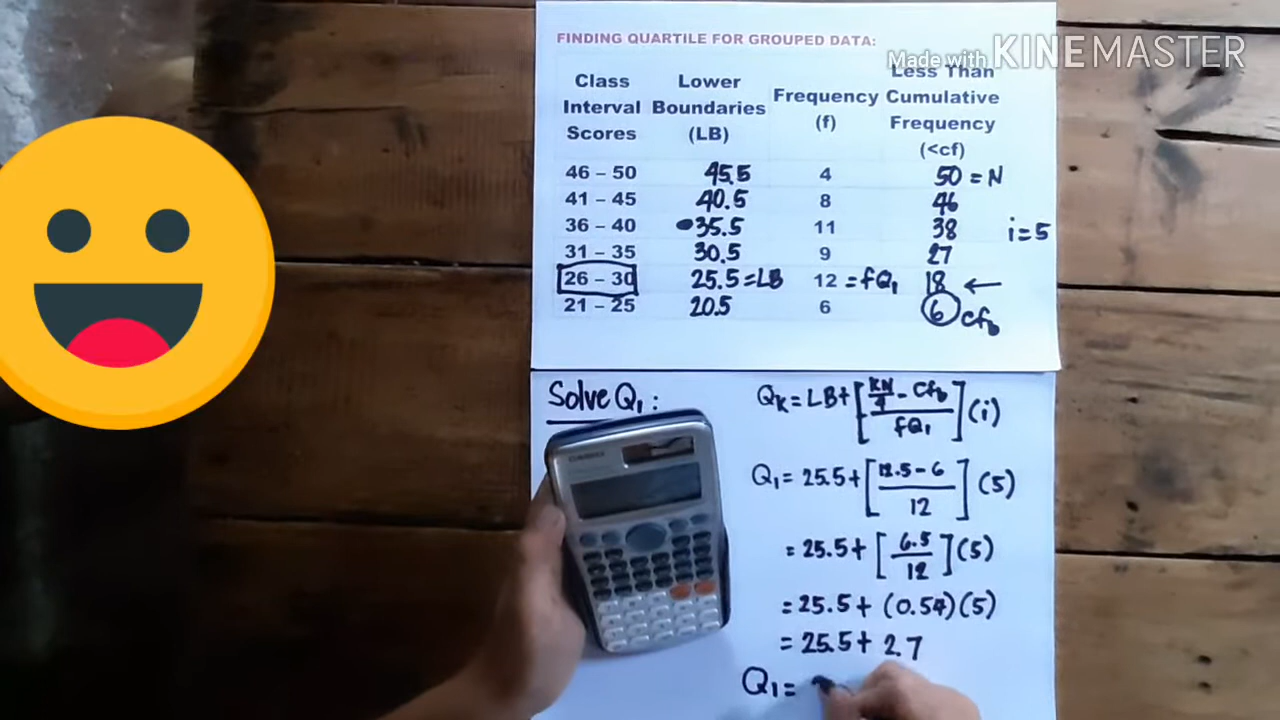 FINDING QUARTILE FOR GROUPED DATA:
Made with KINEMASTER
Class Interval Scores Lower Boundaries (LB) Frequency (f) Less Than Cumulative Frequency (<cf)
46 – 50 45.5 4 50 = N
41 – 45 40.5 8 46
36 – 40 35.5 11 38 i = 5
31 – 35 30.5 9 27
26 – 30 25.5 = LB 12 = fQ₁ 18 ←
21 – 25 20.5 6 6 cfb
Solve Q₁:
Qk = LB + [(kN/4 - Cfb)/fQ₁] (i)
Q₁ = 25.5 + [(12.5 - 6)/12] (5)
= 25.5 + [6.5/12] (5)
= 25.5 + (0.54)(5)
= 25.5 + 2.7
Q₁ =